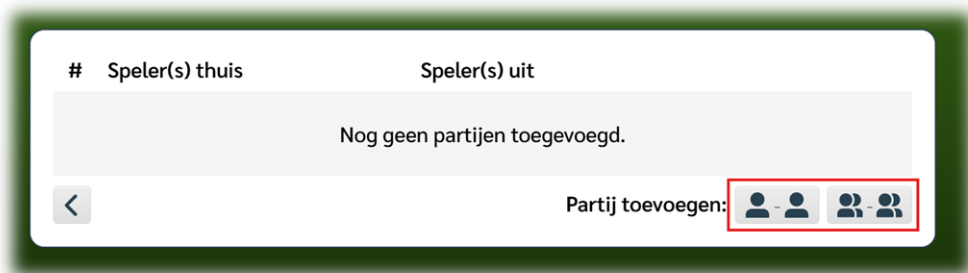 # Speler(s) thuis Speler(s) uit
Nog geen partijen toegevoegd.
Partij toevoegen: - -